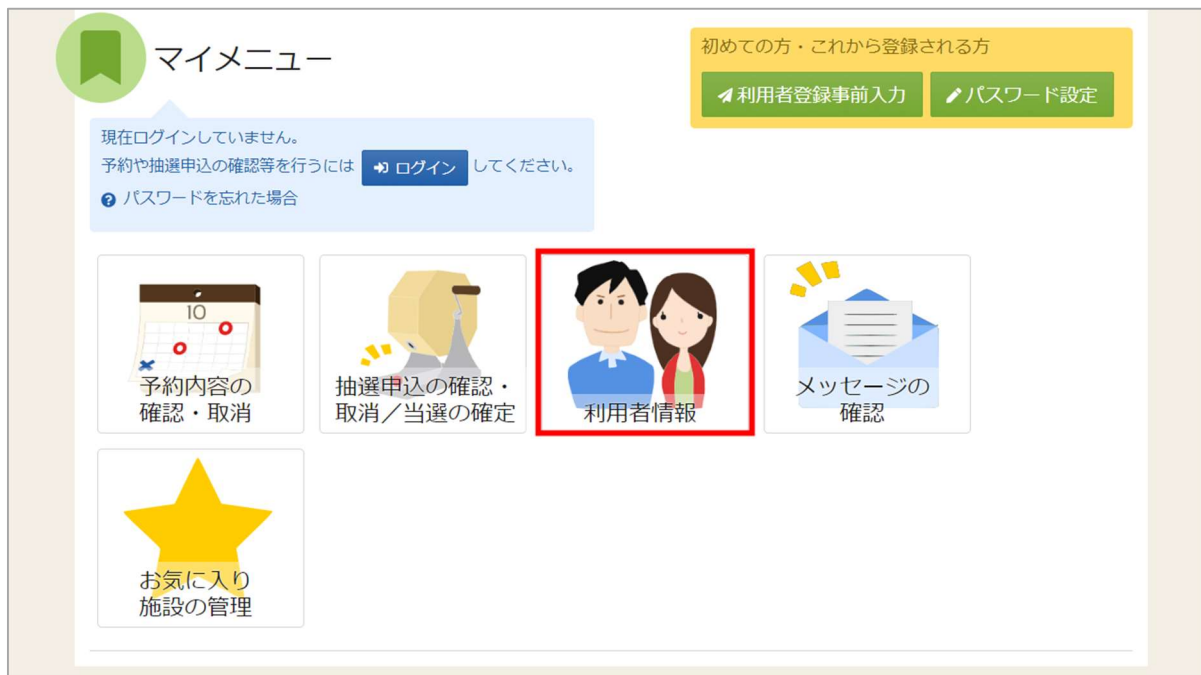 マイメニュー
初めての方・これから登録される方
利用者登録事前入力
パスワード設定
現在ログインしていません。
予約や抽選申込の確認等を行うには ログイン してください。
パスワードを忘れた場合
10
予約内容の
確認・取消
抽選申込の確認・
取消／当選の確定
利用者情報
メッセージの
確認
お気に入り
施設の管理